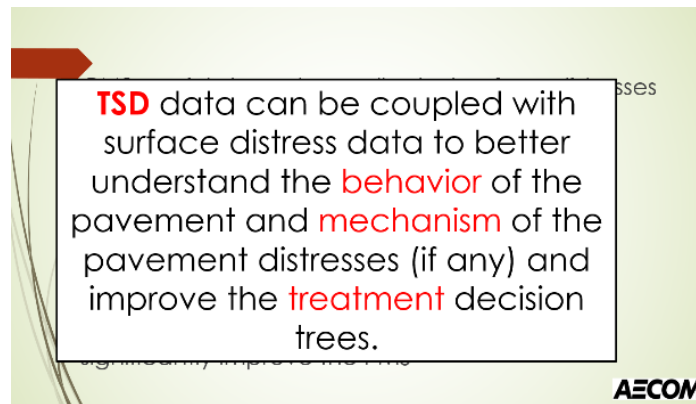 sses
TSD data can be coupled with
surface distress data to better
understand the behavior of the
pavement and mechanism of the
pavement distresses (if any) and
improve the treatment decision
trees.
AECOM